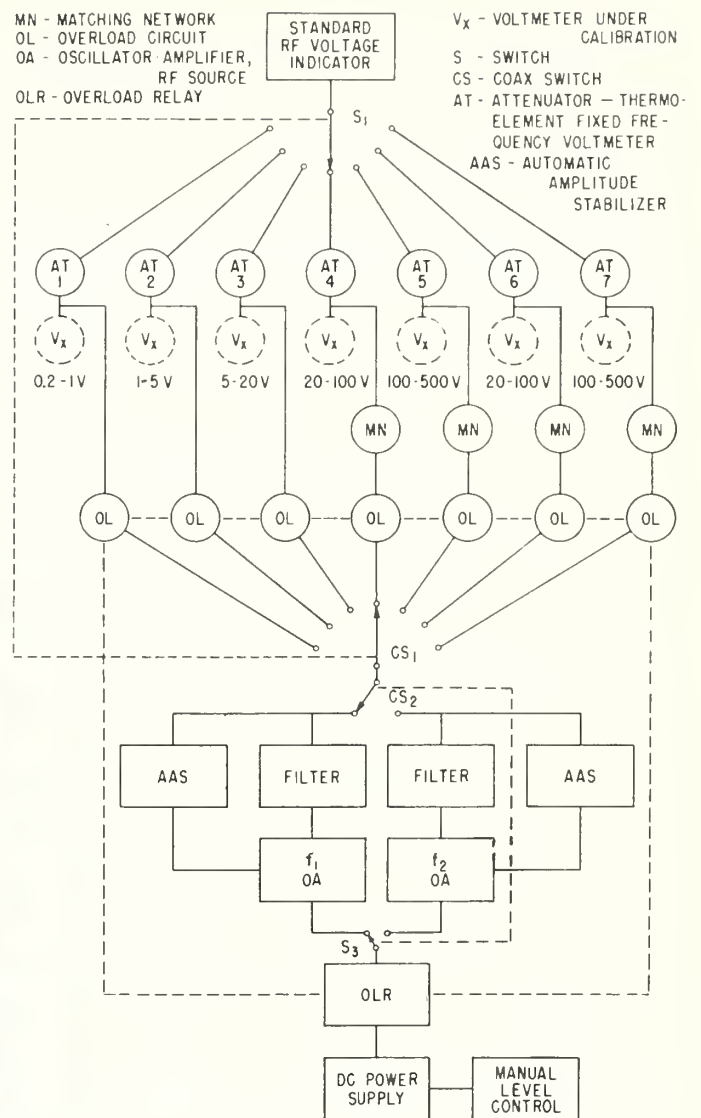 MN - MATCHING NETWORK
OL - OVERLOAD CIRCUIT
OA - OSCILLATOR AMPLIFIER,
RF SOURCE
OLR - OVERLOAD RELAY
STANDARD
RF VOLTAGE
INDICATOR
Vx - VOLTMETER UNDER
CALIBRATION
S - SWITCH
CS - COAX SWITCH
AT - ATTENUATOR — THERMO-
ELEMENT FIXED FRE-
QUENCY VOLTMETER
AAS - AUTOMATIC
AMPLITUDE
STABILIZER
S1
AT 1
AT 2
AT 3
AT 4
AT 5
AT 6
AT 7
Vx
Vx
Vx
Vx
Vx
Vx
Vx
0.2-1V
1-5V
5-20V
20-100V
100-500V
20-100V
100-500V
MN
MN
MN
MN
OL
OL
OL
OL
OL
OL
OL
CS1
CS2
AAS
FILTER
FILTER
AAS
f1
OA
f2
OA
S3
OLR
DC POWER
SUPPLY
MANUAL
LEVEL
CONTROL